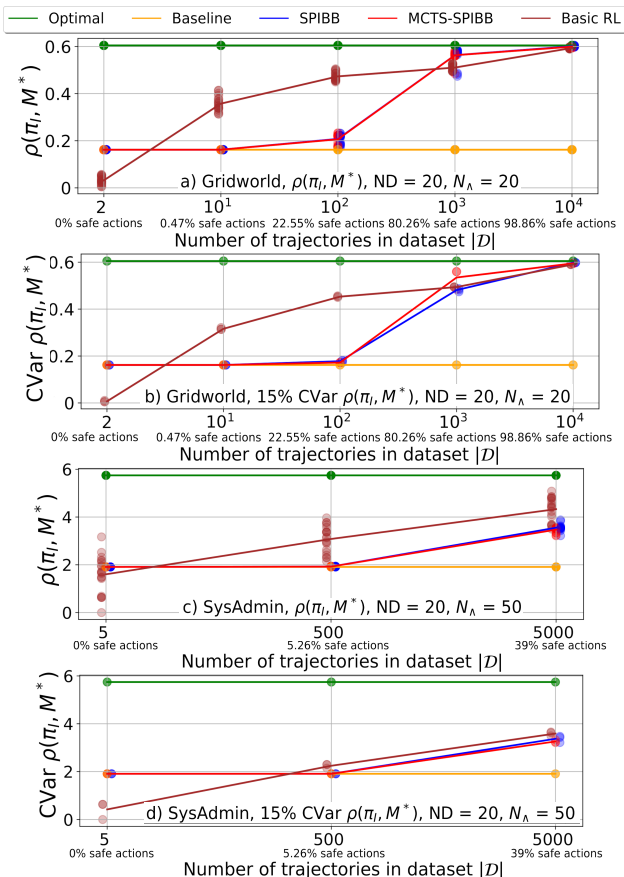 Optimal Baseline SPIBB MCTS-SPIBB Basic RL
0.6
0.4
0.2
0
ρ(π_I, M*)
a) Gridworld, ρ(π_I, M*), ND = 20, N_∧ = 20
2 10¹ 10² 10³ 10⁴
0% safe actions 0.47% safe actions 22.55% safe actions 80.26% safe actions 98.86% safe actions
Number of trajectories in dataset |𝒟|
0.6
0.4
0.2
0
CVar ρ(π_I, M*)
b) Gridworld, 15% CVar ρ(π_I, M*), ND = 20, N_∧ = 20
2 10¹ 10² 10³ 10⁴
0% safe actions 0.47% safe actions 22.55% safe actions 80.26% safe actions 98.86% safe actions
Number of trajectories in dataset |𝒟|
6
4
2
0
ρ(π_I, M*)
c) SysAdmin, ρ(π_I, M*), ND = 20, N_∧ = 50
5 500 5000
0% safe actions 5.26% safe actions 39% safe actions
Number of trajectories in dataset |𝒟|
6
4
2
0
CVar ρ(π_I, M*)
d) SysAdmin, 15% CVar ρ(π_I, M*), ND = 20, N_∧ = 50
5 500 5000
0% safe actions 5.26% safe actions 39% safe actions
Number of trajectories in dataset |𝒟|